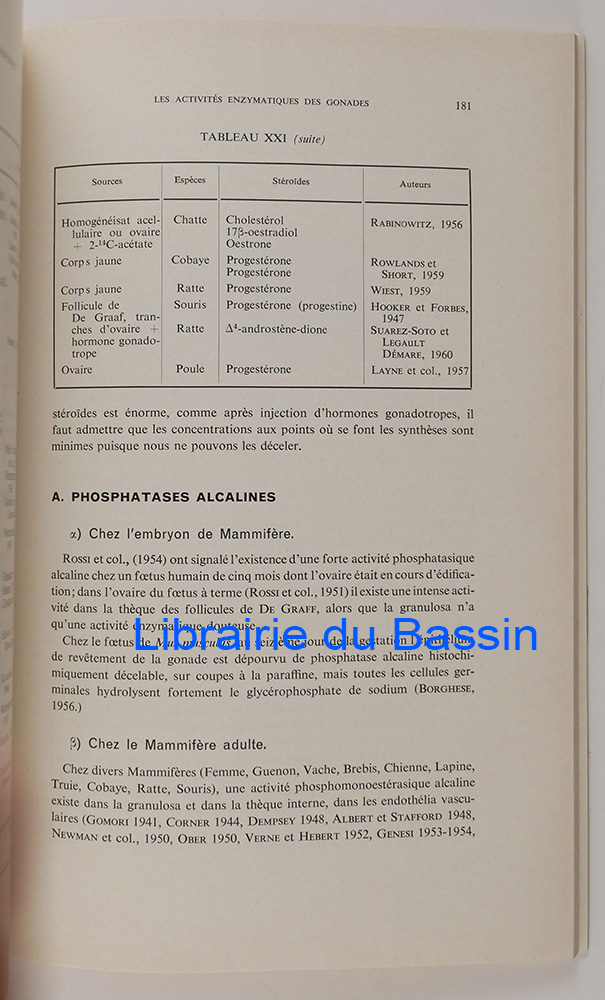 LES ACTIVITÉS ENZYMATIQUES DES GONADES 181
TABLEAU XXI (suite)
Sources Espèces Stéroïdes Auteurs
Homogénéisat acel- Chatte Cholestérol RABINOWITZ, 1956
lulaire ou ovaire 17β-oestradiol
+ 2-¹⁴C-acétate Oestrone
Corps jaune Cobaye Progestérone ROWLANDS et
Progestérone SHORT, 1959
Corps jaune Ratte Progestérone WIEST, 1959
Follicule de Souris Progestérone (progestine) HOOKER et FORBES,
De Graaf, tran- 1947
ches d'ovaire + Ratte Δ⁴-androstène-dione SUAREZ-SOTO et
hormone gonado- LEGAULT
trope DÉMARE, 1960
Ovaire Poule Progestérone LAYNE et col., 1957
stéroïdes est énorme, comme après injection d'hormones gonadotropes, il
faut admettre que les concentrations aux points où se font les synthèses sont
minimes puisque nous ne pouvons les déceler.
A. PHOSPHATASES ALCALINES
α) Chez l'embryon de Mammifère.
ROSSI et col., (1954) ont signalé l'existence d'une forte activité phosphatasique
alcaline chez un fœtus humain de cinq mois dont l'ovaire était en cours d'édifica-
tion; dans l'ovaire du fœtus à terme (ROSSI et col., 1951) il existe une intense acti-
vité dans la thèque des follicules de DE GRAFF, alors que la granulosa n'a
qu'une activité enzymatique douteuse.
Librairie du Bassin
Chez le fœtus de Mus musculus au seizième jour de la gestation l'épithélium
de revêtement de la gonade est dépourvu de phosphatase alcaline histochi-
miquement décelable, sur coupes à la paraffine, mais toutes les cellules ger-
minales hydrolysent fortement le glycérophosphate de sodium (BORGHESE,
1956.)
β) Chez le Mammifère adulte.
Chez divers Mammifères (Femme, Guenon, Vache, Brebis, Chienne, Lapine,
Truie, Cobaye, Ratte, Souris), une activité phosphomonoestérasique alcaline
existe dans la granulosa et dans la thèque interne, dans les endothélia vascu-
laires (GOMORI 1941, CORNER 1944, DEMPSEY 1948, ALBERT et STAFFORD 1948,
NEWMAN et col., 1950, OBER 1950, VERNE et HEBERT 1952, GENESI 1953-1954,